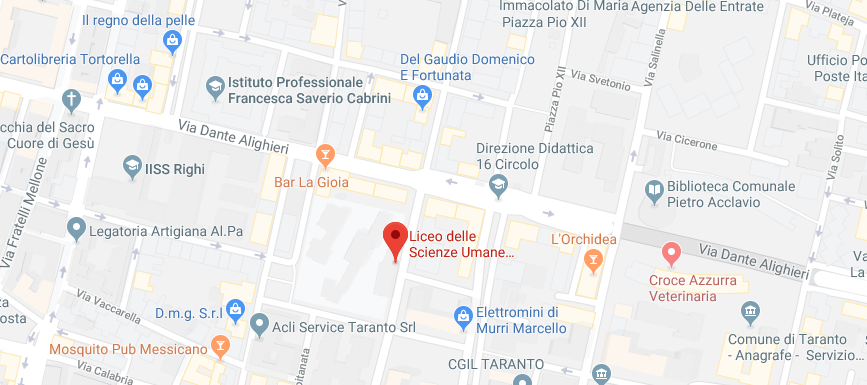 Immacolato Di Maria
Piazza Pio XII
Agenzia Delle Entrate
Via Plateja
Il regno della pelle
Cartolibreria Tortorella
Del Gaudio Domenico
E Fortunata
Via Salinella
Ufficio Po
Poste Ita
Via Svetonio
Istituto Professionale
Francesca Saverio Cabrini
Piazza Pio XII
cchia del Sacro
Cuore di Gesù
Via Dante Alighieri
Via Cicerone
Via Solito
Direzione Didattica
16 Circolo
IISS Righi
Bar La Gioia
Biblioteca Comunale
Pietro Acclavio
Via Fratelli Mellone
Legatoria Artigiana Al.Pa
Liceo delle
Scienze Umane...
L'Orchidea
Via Dante Alighieri
Va
La
Croce Azzurra
Veterinaria
Via Vaccarella
D.m.g. S.r.l
Acli Service Taranto Srl
Elettromini di
Murri Marcello
osta
Comune di Taranto
- Anagrafe - Servizio...
Mosquito Pub Messicano
pitanata
CGIL TARANTO
Via Calabria